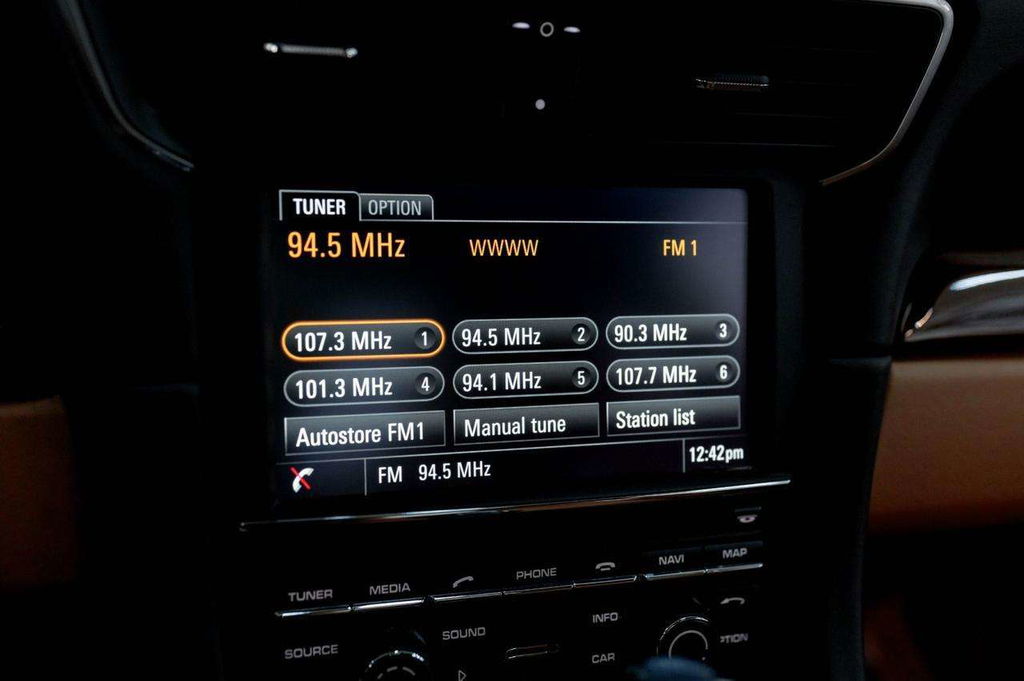 TUNER OPTION
94.5 MHz WWWW FM 1
107.3 MHz 1 94.5 MHz 2 90.3 MHz 3
101.3 MHz 4 94.1 MHz 5 107.7 MHz 6
Autostore FM1 Manual tune Station list
FM 94.5 MHz 12:42pm
TUNER MEDIA PHONE NAVI MAP
SOURCE SOUND INFO
CAR